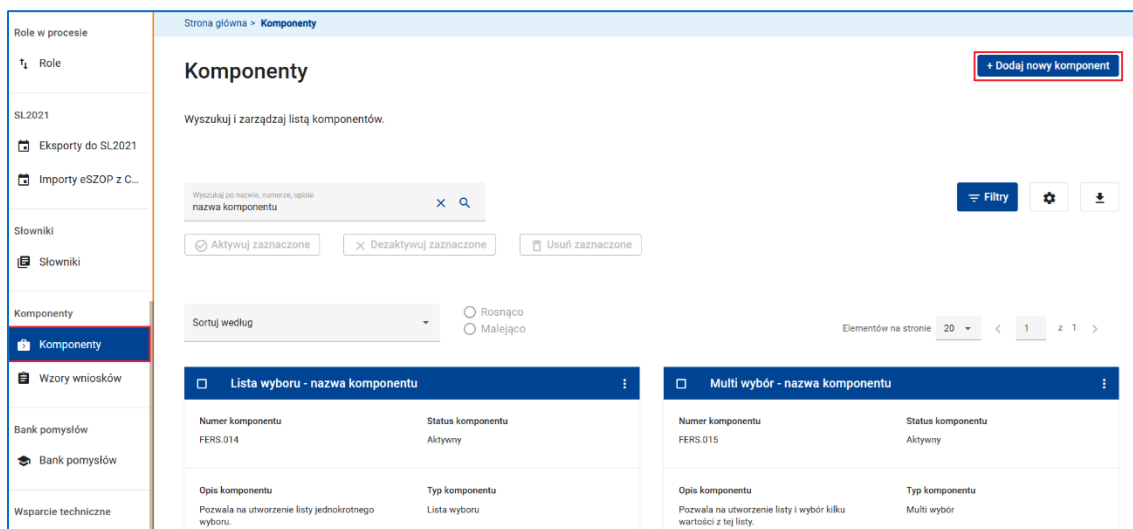 Role w procesie
Role
SL2021
Eksporty do SL2021
Importy eSZOP z C...
Słowniki
Słowniki
Komponenty
Komponenty
Wzory wniosków
Bank pomysłów
Bank pomysłów
Wsparcie techniczne
Strona główna > Komponenty
Komponenty
+ Dodaj nowy komponent
Wyszukuj i zarządzaj listą komponentów.
Wyszukaj po nazwie, numerze, opisie
nazwa komponentu
Filtry
Aktywuj zaznaczone
Dezaktywuj zaznaczone
Usuń zaznaczone
Sortuj według
Rosnąco
Malejąco
Elementów na stronie 20 < 1 z 1 >
Lista wyboru - nazwa komponentu
Numer komponentu
FERS.014
Status komponentu
Aktywny
Opis komponentu
Pozwala na utworzenie listy jednokrotnego
wyboru.
Typ komponentu
Lista wyboru
Multi wybór - nazwa komponentu
Numer komponentu
FERS.015
Status komponentu
Aktywny
Opis komponentu
Pozwala na utworzenie listy i wybór kilku
wartości z tej listy.
Typ komponentu
Multi wybór